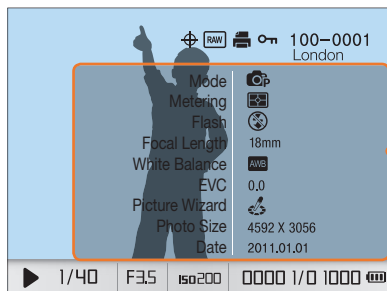 RAW 100-0001
London
Mode P
Metering
Flash
Focal Length 18mm
White Balance AWB
EVC 0.0
Picture Wizard
Photo Size 4592 X 3056
Date 2011.01.01
1/40 F3.5 ISO200 0000 1/0 1000